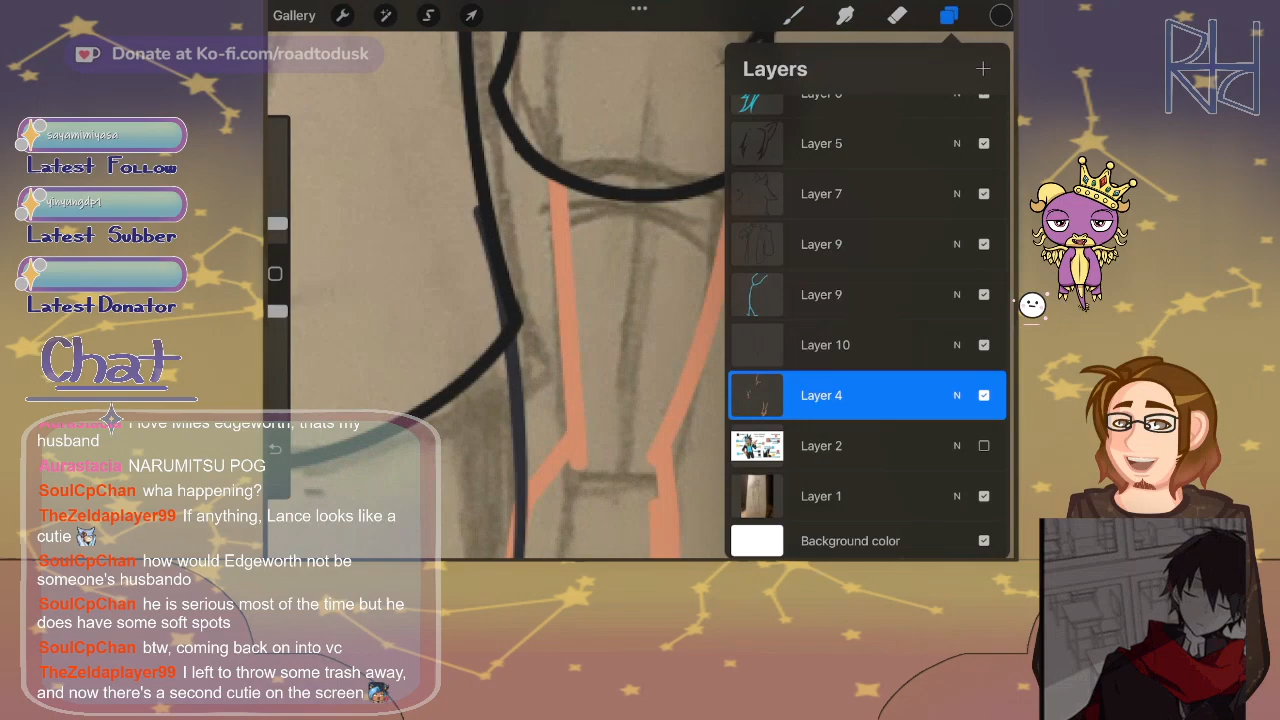 Gallery
Donate at Ko-fi.com/roadtodusk
sayamimiyasa
Latest Follow
yinyangdp1
Latest Subber
Latest Donator
Chat
Aurastacia I love Miles edgeworth, thats my
husband
Aurastacia NARUMITSU POG
SoulCpChan wha happening?
TheZeldaplayer99 If anything, Lance looks like a
cutie
SoulCpChan how would Edgeworth not be
someone's husbando
SoulCpChan he is serious most of the time but he
does have some soft spots
SoulCpChan btw, coming back on into vc
TheZeldaplayer99 I left to throw some trash away,
and now there's a second cutie on the screen
Layers
Layer 6 N
Layer 5 N
Layer 7 N
Layer 9 N
Layer 9 N
Layer 10 N
Layer 4 N
Layer 2 N
Layer 1 N
Background color